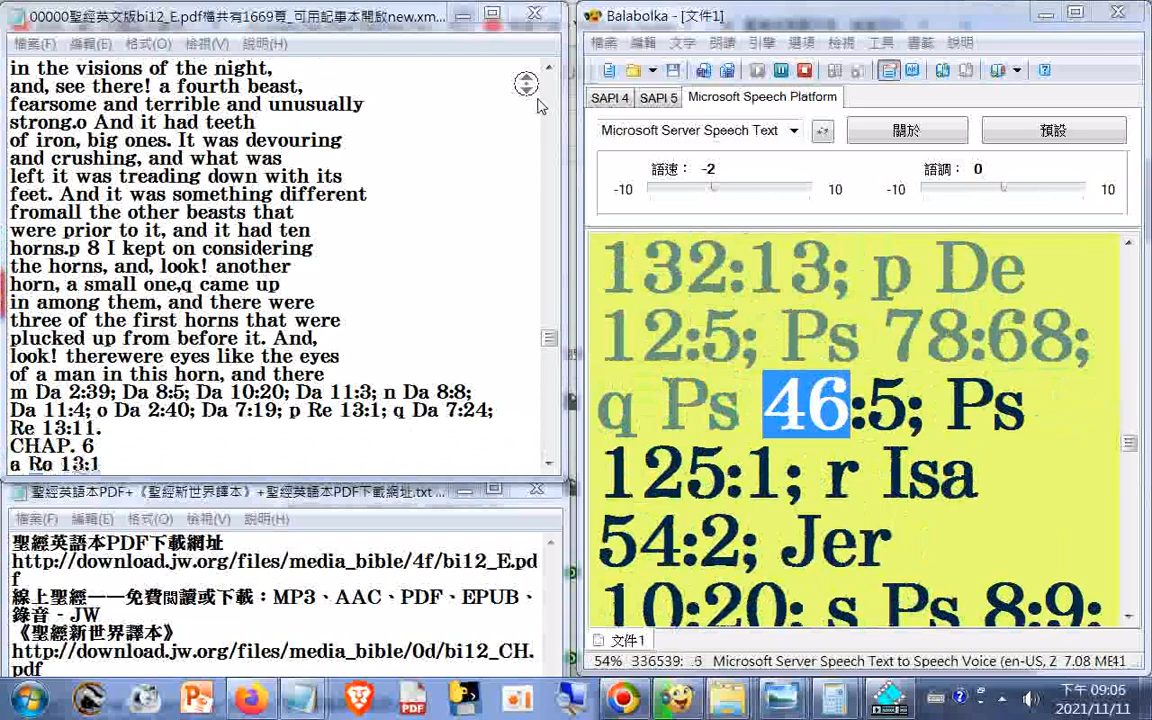 00000聖經英文版bi12_E.pdf檔共有1669頁_可用記事本開啟new.xm...
檔案(F) 編輯(E) 格式(O) 檢視(V) 說明(H)
in the visions of the night,
and, see there! a fourth beast,
fearsome and terrible and unusually
strong.o And it had teeth
of iron, big ones. It was devouring
and crushing, and what was
left it was treading down with its
feet. And it was something different
fromall the other beasts that
were prior to it, and it had ten
horns.p 8 I kept on considering
the horns, and, look! another
horn, a small one,q came up
in among them, and there were
three of the first horns that were
plucked up from before it. And,
look! therewere eyes like the eyes
of a man in this horn, and there
m Da 2:39; Da 8:5; Da 10:20; Da 11:3; n Da 8:8;
Da 11:4; o Da 2:40; Da 7:19; p Re 13:1; q Da 7:24;
Re 13:11.
CHAP. 6
a Ro 13:1
聖經英語本PDF+《聖經新世界譯本》+聖經英語本PDF下載網址.txt ...
檔案(F) 編輯(E) 格式(O) 檢視(V) 說明(H)
聖經英語本PDF下載網址
http://download.jw.org/files/media_bible/4f/bi12_E.pd
f
線上聖經——免費閱讀或下載：MP3、AAC、PDF、EPUB、
錄音 - JW
《聖經新世界譯本》
http://download.jw.org/files/media_bible/0d/bi12_CH.
pdf
Balabolka - [文件1]
檔案 編輯 文字 朗讀 引擎 選項 檢視 工具 書籤 說明
SAPI 4 SAPI 5 Microsoft Speech Platform
Microsoft Server Speech Text 關於 預設
語速： -2 語調： 0
-10 10 -10 10
132:13; p De
12:5; Ps 78:68;
q Ps 46:5; Ps
125:1; r Isa
54:2; Jer
10:20; s Ps 8:9;
文件1
54% 336539: .6 Microsoft Server Speech Text to Speech Voice (en-US, Z 7.08 ME41
下午 09:06
2021/11/11